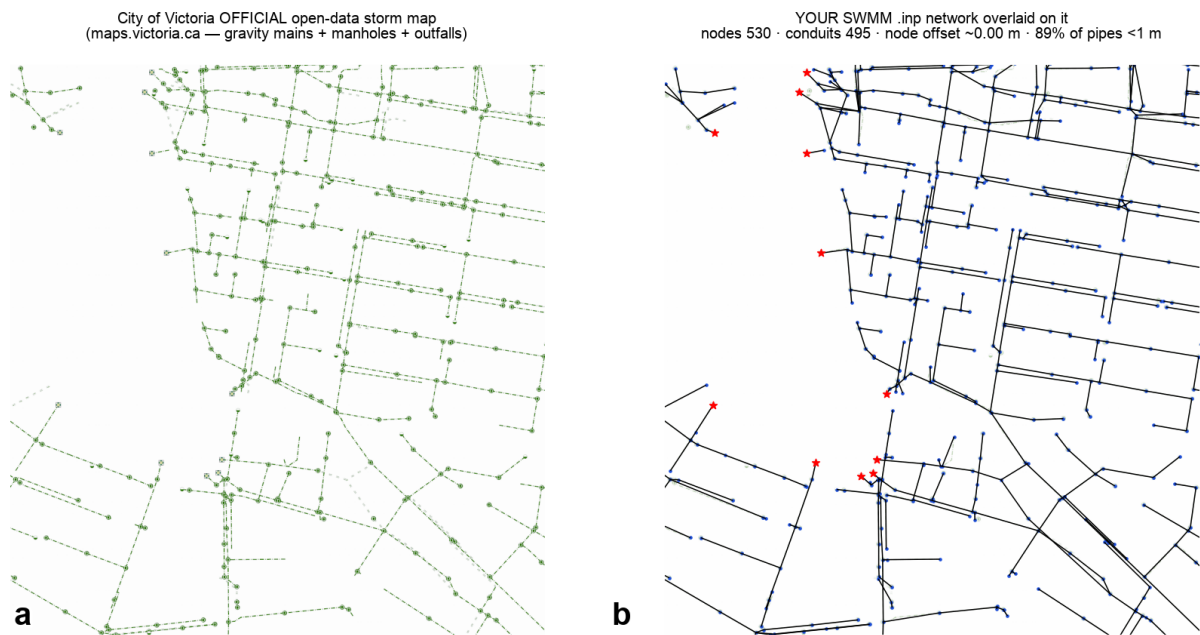 City of Victoria OFFICIAL open-data storm map
(maps.victoria.ca — gravity mains + manholes + outfalls)
YOUR SWMM .inp network overlaid on it
nodes 530 · conduits 495 · node offset ~0.00 m · 89% of pipes <1 m
a
b